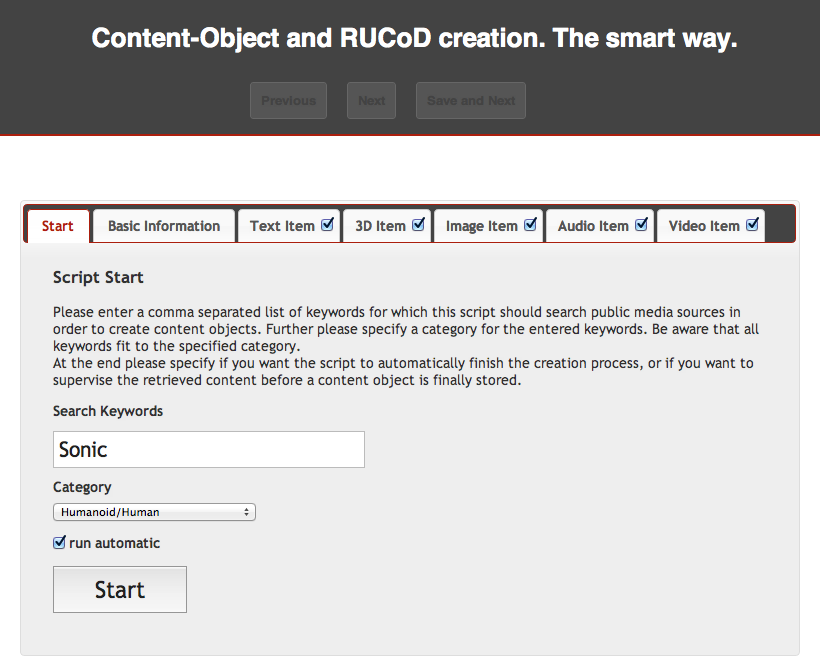 Content-Object and RUCoD creation. The smart way.
Previous Next Save and Next
Start Basic Information Text Item 3D Item Image Item Audio Item Video Item
Script Start
Please enter a comma separated list of keywords for which this script should search public media sources in
order to create content objects. Further please specify a category for the entered keywords. Be aware that all
keywords fit to the specified category.
At the end please specify if you want the script to automatically finish the creation process, or if you want to
supervise the retrieved content before a content object is finally stored.
Search Keywords
Sonic
Category
Humanoid/Human
run automatic
Start